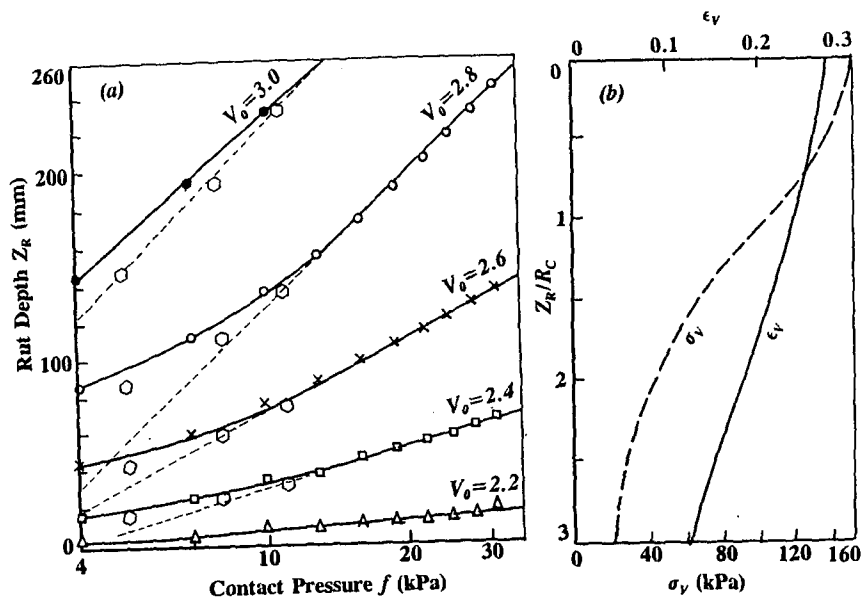 (a)
260
200
100
0
Rut Depth Z_R (mm)
V_0=3.0
V_0=2.8
V_0=2.6
V_0=2.4
V_0=2.2
4
10
20
30
Contact Pressure f (kPa)
ϵ_V
0
0.1
0.2
0.3
(b)
0
1
2
3
Z_R/R_C
σ_V
ϵ_V
0
40
80
120
160
σ_V (kPa)